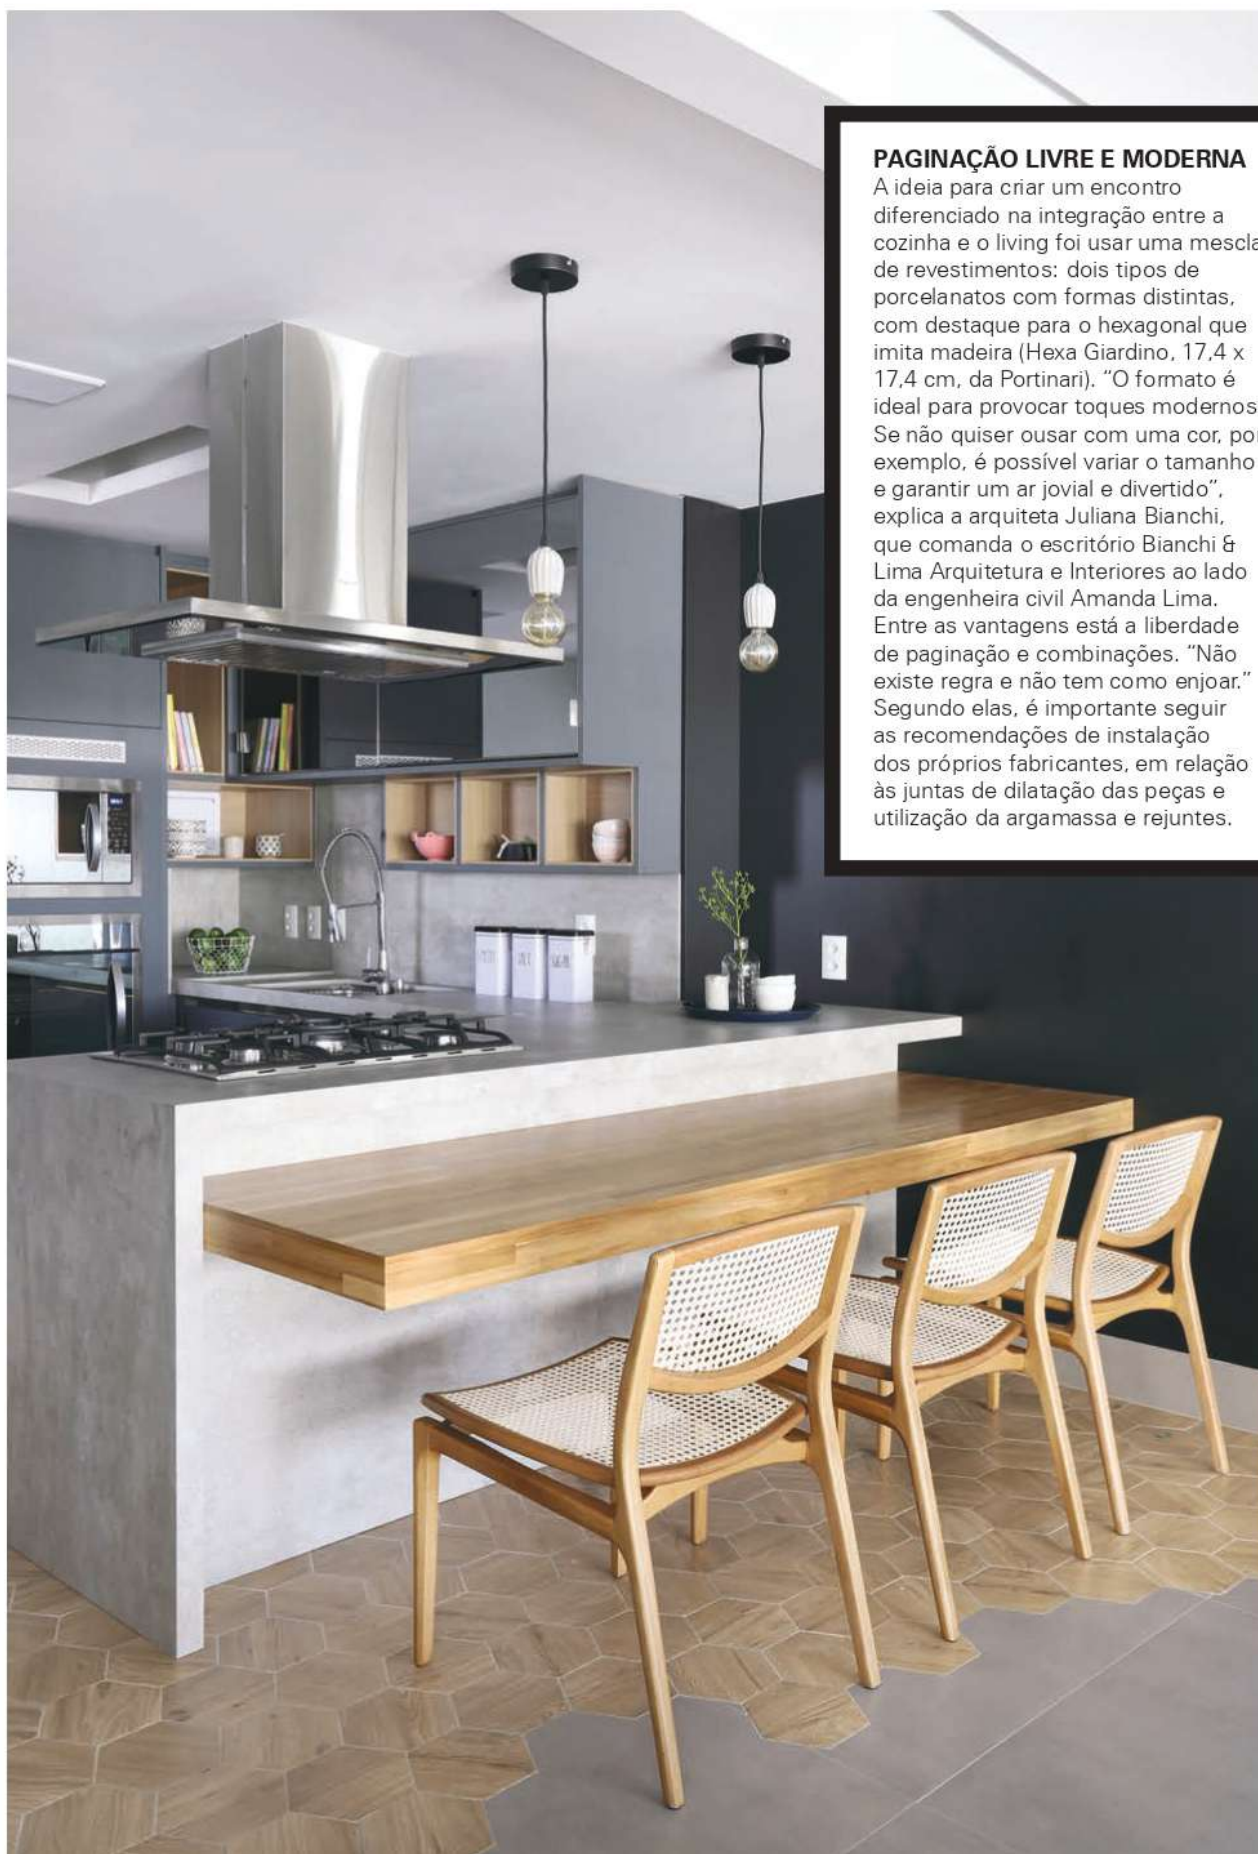 PAGINAÇÃO LIVRE E MODERNA
A ideia para criar um encontro
diferenciado na integração entre a
cozinha e o living foi usar uma mescla
de revestimentos: dois tipos de
porcelanatos com formas distintas,
com destaque para o hexagonal que
imita madeira (Hexa Giardino, 17,4 x
17,4 cm, da Portinari). “O formato é
ideal para provocar toques modernos
Se não quiser ousar com uma cor, por
exemplo, é possível variar o tamanho
e garantir um ar jovial e divertido”,
explica a arquiteta Juliana Bianchi,
que comanda o escritório Bianchi &
Lima Arquitetura e Interiores ao lado
da engenheira civil Amanda Lima.
Entre as vantagens está a liberdade
de paginação e combinações. “Não
existe regra e não tem como enjoar.”
Segundo elas, é importante seguir
as recomendações de instalação
dos próprios fabricantes, em relação
às juntas de dilatação das peças e
utilização da argamassa e rejuntes.